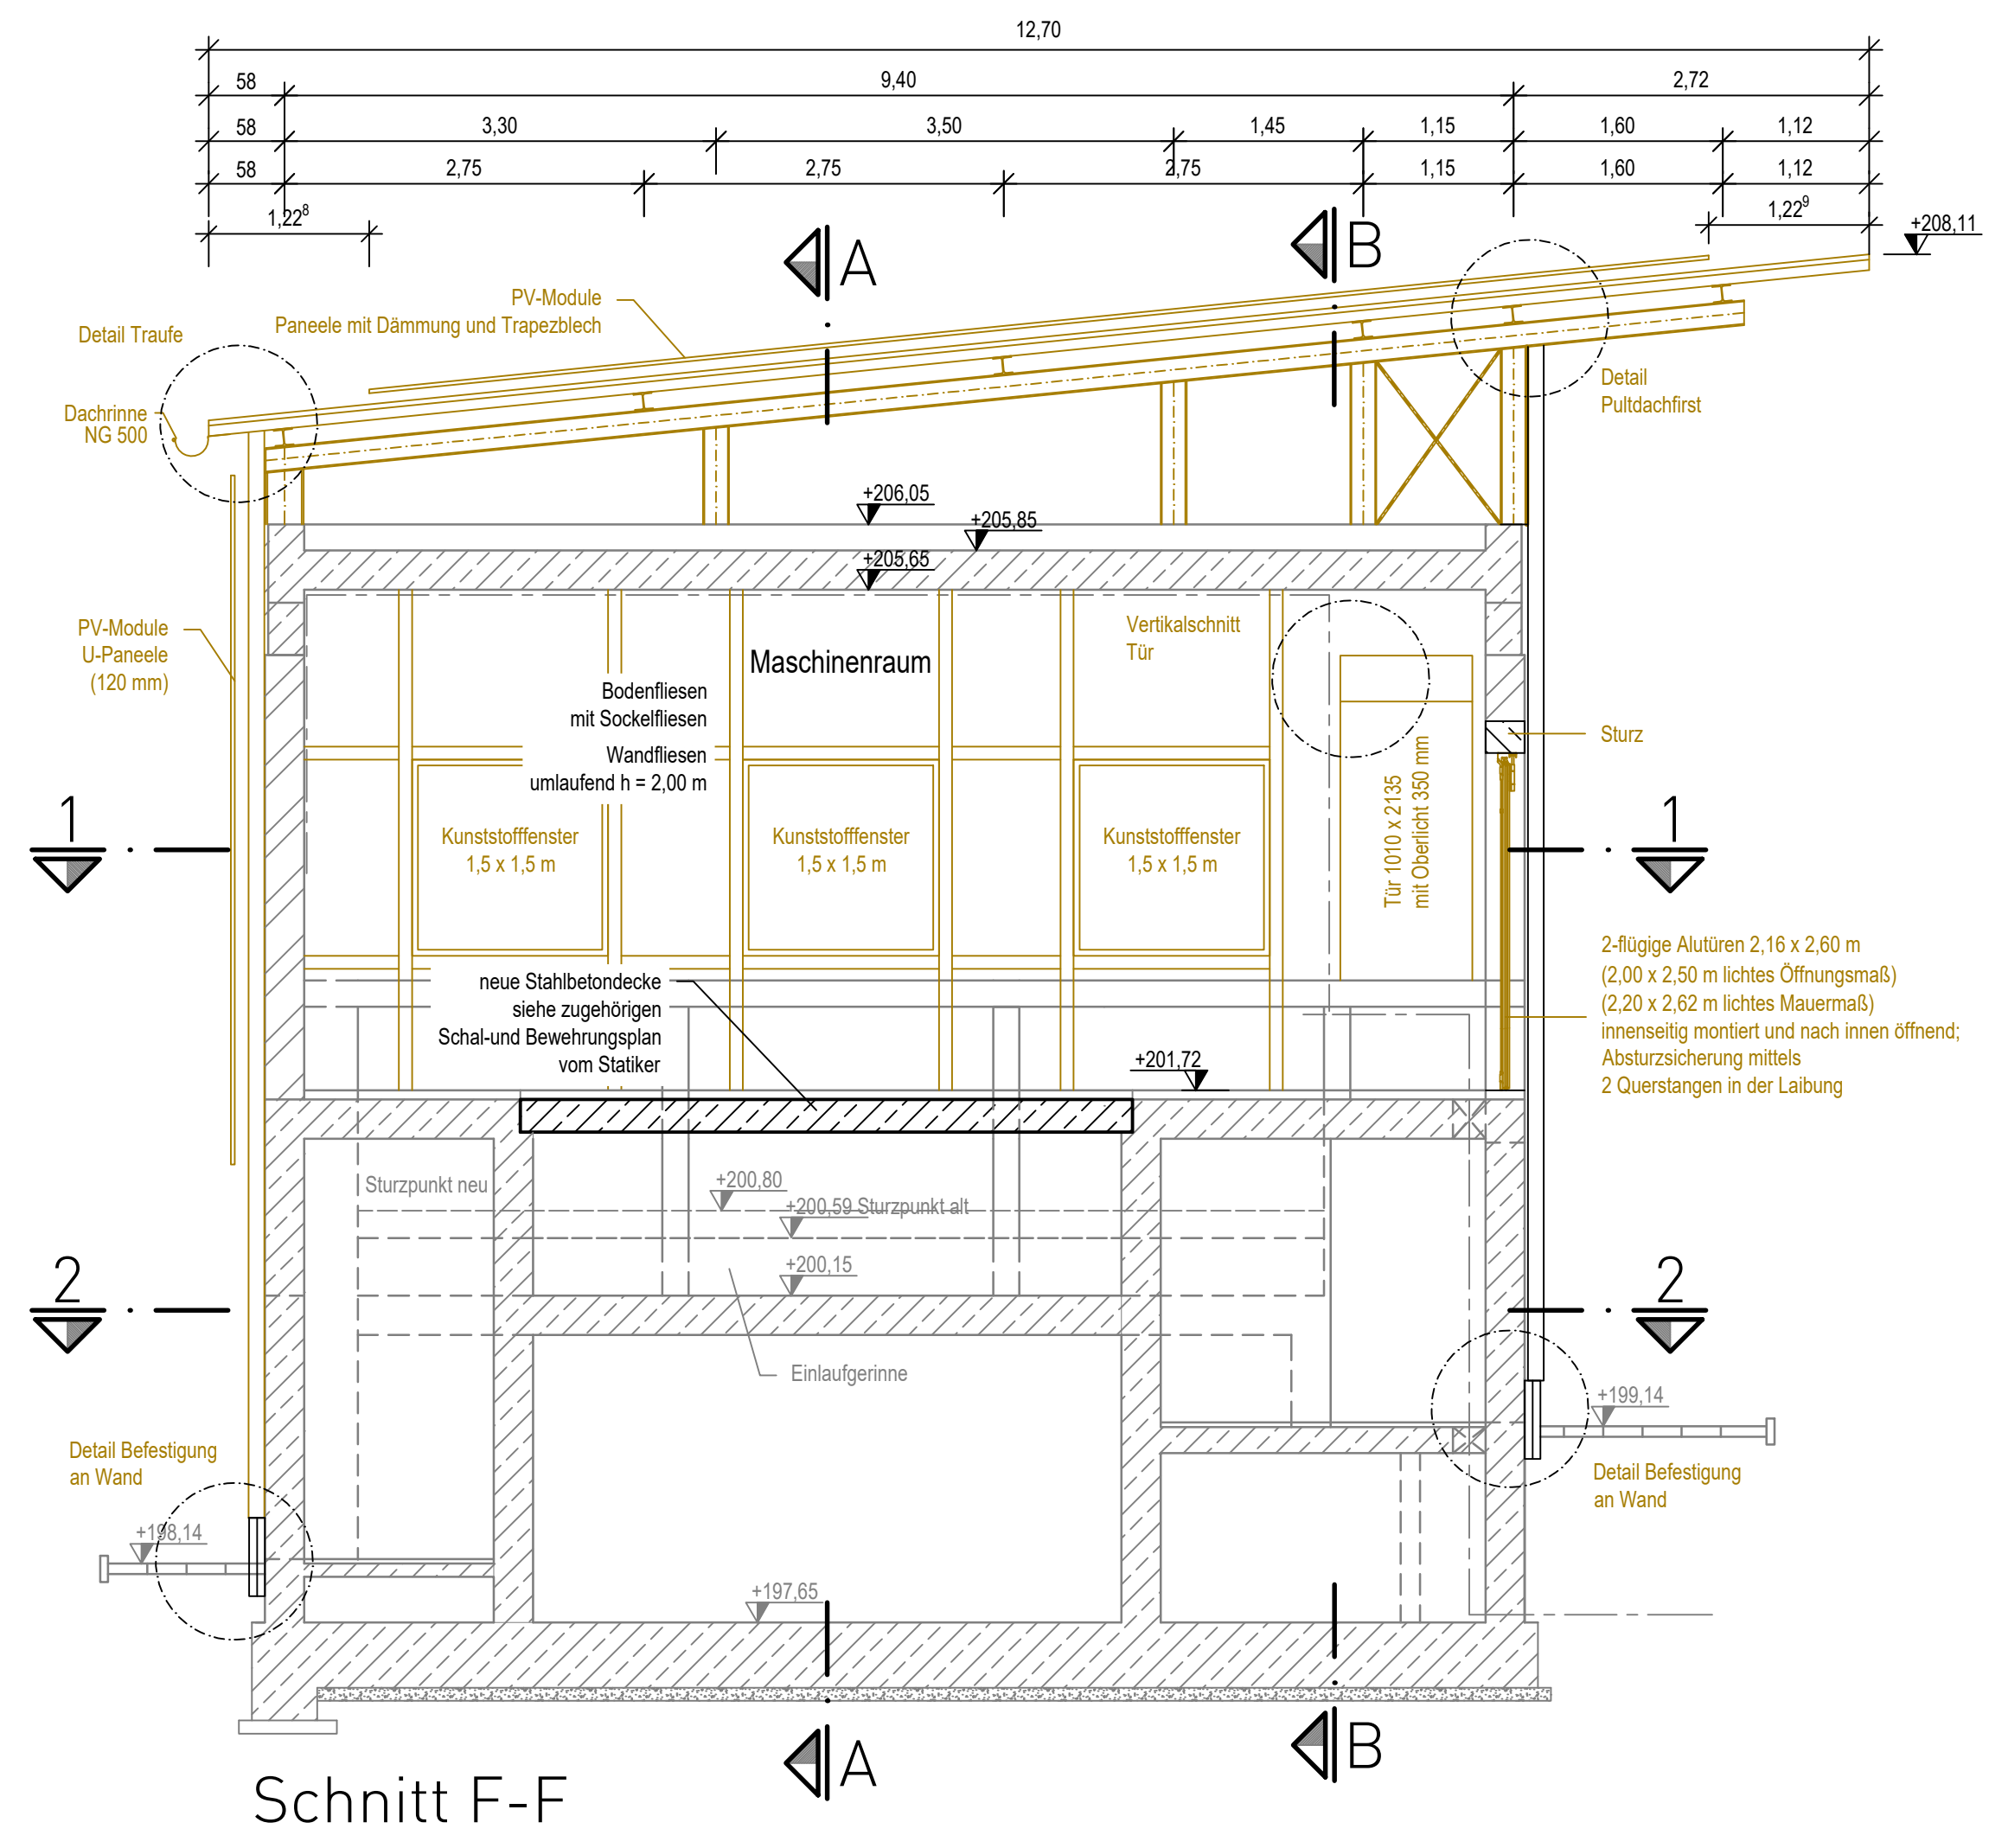 12,70
58
9,40
2,72
58
3,30
3,50
1,45
1,15
1,60
1,12
58
2,75
2,75
2,75
1,15
1,60
1,12
1,22⁸
1,22⁹
+208,11
A
B
PV-Module
Paneele mit Dämmung und Trapezblech
Detail Traufe
Dachrinne
NG 500
Detail
Pultdachfirst
+206,05
+205,85
+205,65
PV-Module
U-Paneele
(120 mm)
Maschinenraum
Vertikalschnitt
Tür
Bodenfliesen
mit Sockelfliesen
Wandfliesen
umlaufend h = 2,00 m
Sturz
1
1
Kunststofffenster
1,5 x 1,5 m
Kunststofffenster
1,5 x 1,5 m
Kunststofffenster
1,5 x 1,5 m
Tür 1010 x 2135
mit Oberlicht 350 mm
2-flügige Alutüren 2,16 x 2,60 m
(2,00 x 2,50 m lichtes Öffnungsmaß)
(2,20 x 2,62 m lichtes Mauermaß)
innenseitig montiert und nach innen öffnend;
Absturzsicherung mittels
2 Querstangen in der Laibung
neue Stahlbetondecke
siehe zugehörigen
Schal-und Bewehrungsplan
vom Statiker
+201,72
Sturzpunkt neu
+200,80
+200,59 Sturzpunkt alt
+200,15
2
2
Einlaufgerinne
+199,14
Detail Befestigung
an Wand
Detail Befestigung
an Wand
+198,14
+197,65
A
B
Schnitt F-F